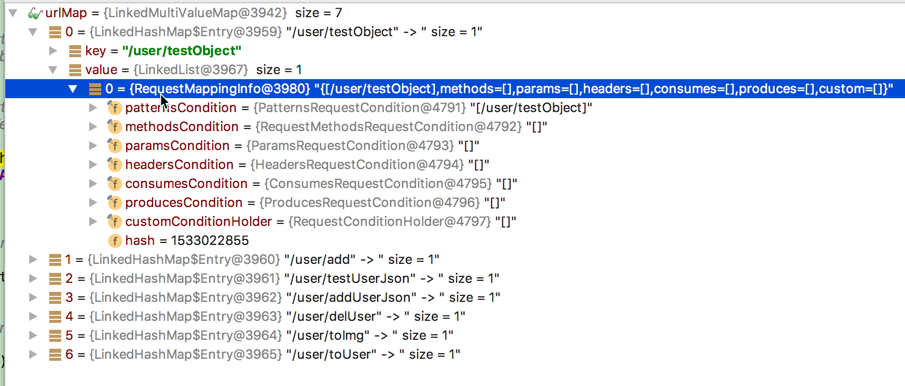 urlMap = {LinkedMultiValueMap@3942} size = 7
0 = {LinkedHashMap$Entry@3959} "/user/testObject" -> " size = 1"
key = "/user/testObject"
value = {LinkedList@3967} size = 1
0 = {RequestMappingInfo@3980} "{[/user/testObject],methods=[],params=[],headers=[],consumes=[],produces=[],custom=[]}"
patternsCondition = {PatternsRequestCondition@4791} "[/user/testObject]"
methodsCondition = {RequestMethodsRequestCondition@4792} "[]"
paramsCondition = {ParamsRequestCondition@4793} "[]"
headersCondition = {HeadersRequestCondition@4794} "[]"
consumesCondition = {ConsumesRequestCondition@4795} "[]"
producesCondition = {ProducesRequestCondition@4796} "[]"
customConditionHolder = {RequestConditionHolder@4797} "[]"
hash = 1533022855
1 = {LinkedHashMap$Entry@3960} "/user/add" -> " size = 1"
2 = {LinkedHashMap$Entry@3961} "/user/testUserJson" -> " size = 1"
3 = {LinkedHashMap$Entry@3962} "/user/addUserJson" -> " size = 1"
4 = {LinkedHashMap$Entry@3963} "/user/delUser" -> " size = 1"
5 = {LinkedHashMap$Entry@3964} "/user/toImg" -> " size = 1"
6 = {LinkedHashMap$Entry@3965} "/user/toUser" -> " size = 1"